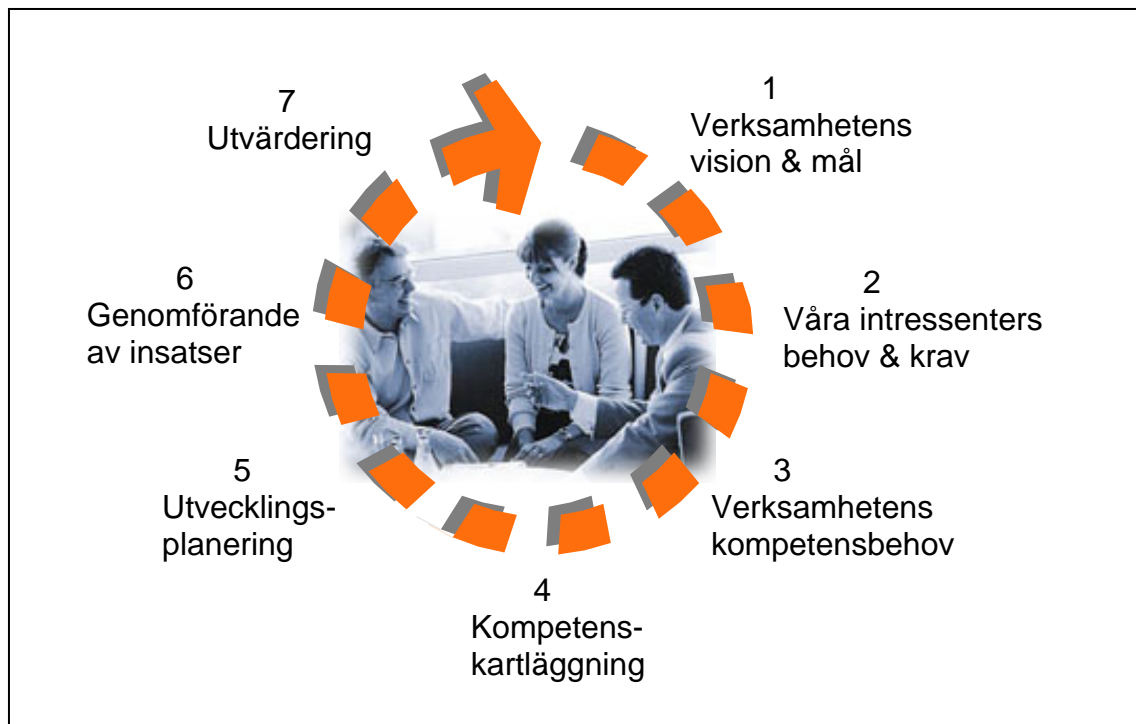 1
Verksamhetens
vision & mål
2
Våra intressenters
behov & krav
3
Verksamhetens
kompetensbehov
4
Kompetens-
kartläggning
5
Utvecklings-
planering
6
Genomförande
av insatser
7
Utvärdering